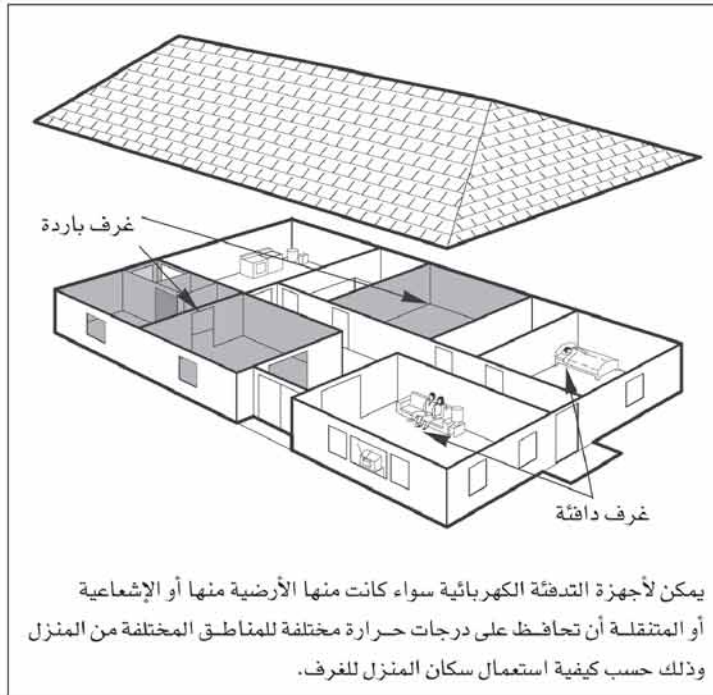 غرف باردة
غرف دافئة
يمكن لأجهزة التدفئة الكهربائية سواء كانت منها الأرضية منها أو الإشعاعية
أو المتنقلة أن تحافظ على درجات حرارة مختلفة للمناطق المختلفة من المنزل
وذلك حسب كيفية استعمال سكان المنزل للغرف.